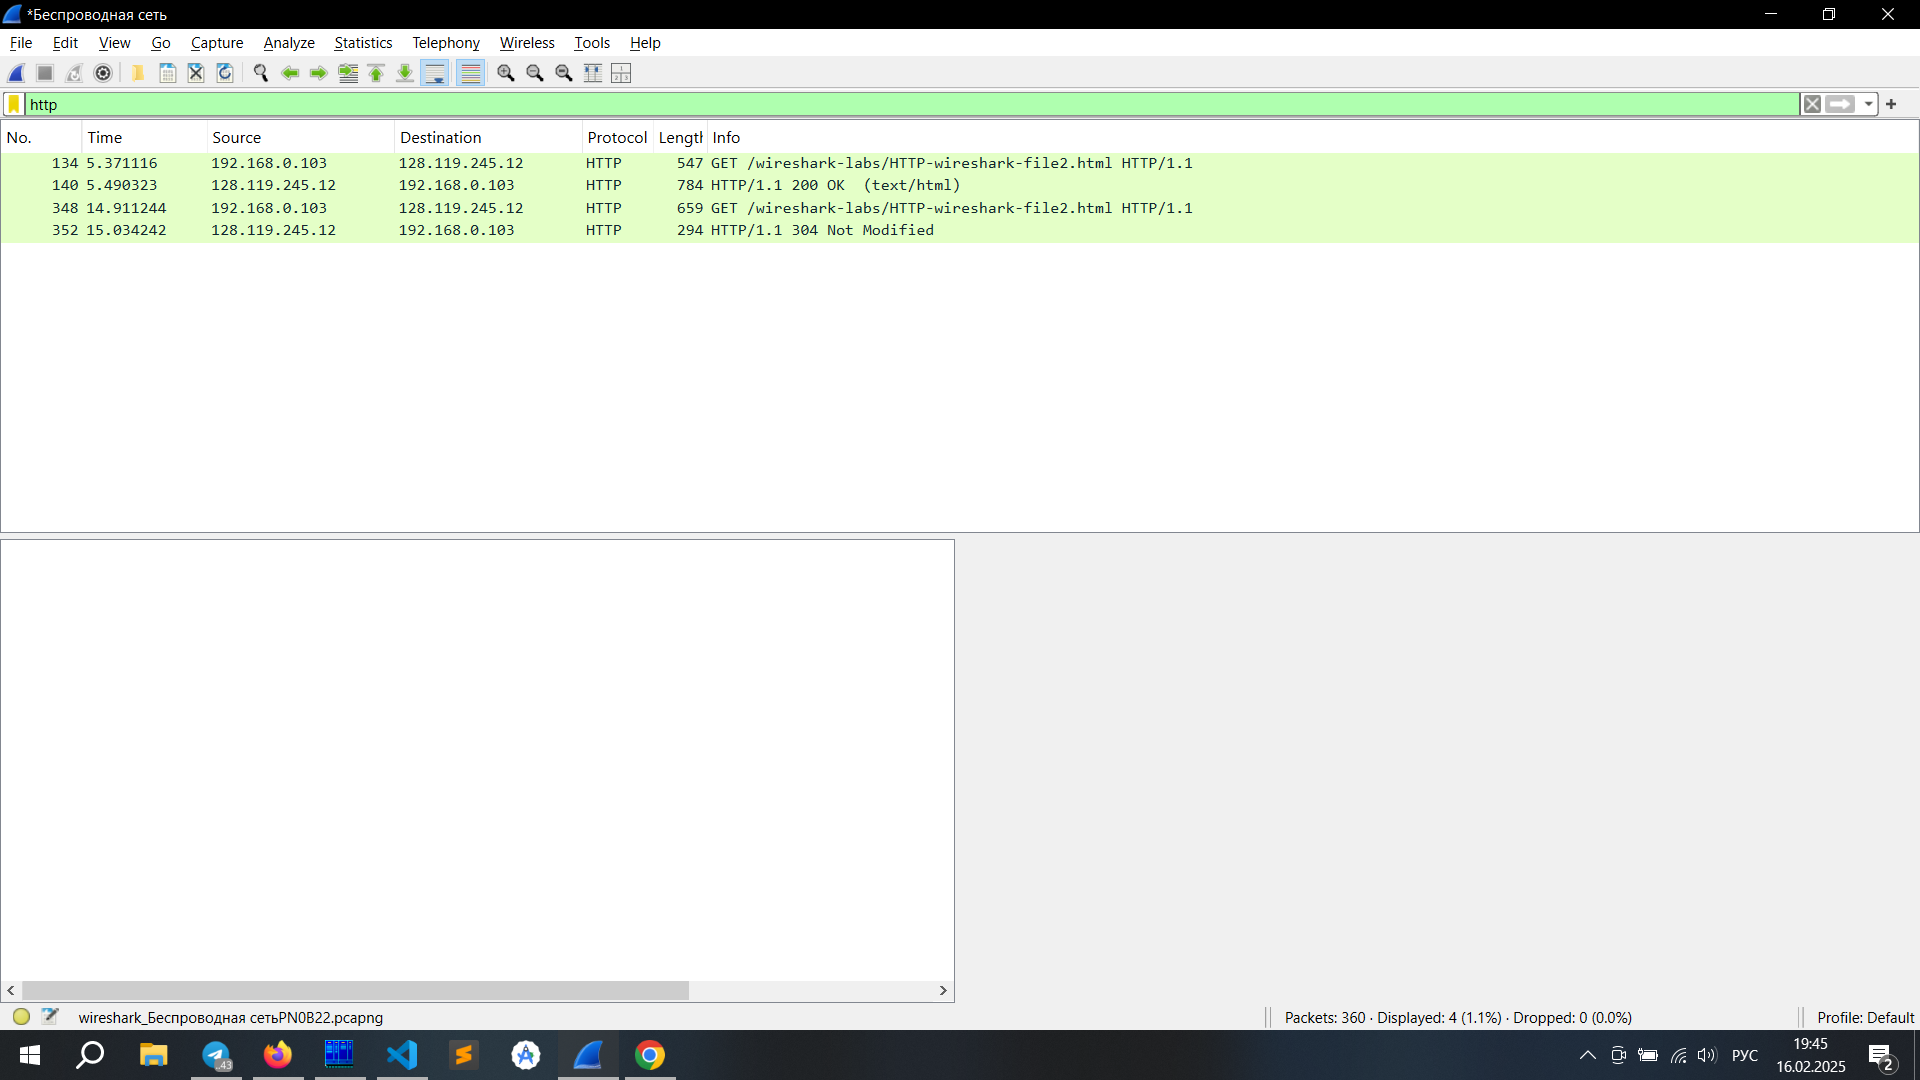 *Беспроводная сеть
File Edit View Go Capture Analyze Statistics Telephony Wireless Tools Help
http
No. Time Source Destination Protocol Length Info
134 5.371116 192.168.0.103 128.119.245.12 HTTP 547 GET /wireshark-labs/HTTP-wireshark-file2.html HTTP/1.1
140 5.490323 128.119.245.12 192.168.0.103 HTTP 784 HTTP/1.1 200 OK (text/html)
348 14.911244 192.168.0.103 128.119.245.12 HTTP 659 GET /wireshark-labs/HTTP-wireshark-file2.html HTTP/1.1
352 15.034242 128.119.245.12 192.168.0.103 HTTP 294 HTTP/1.1 304 Not Modified
wireshark_Беспроводная сетьPN0B22.pcapng Packets: 360 · Displayed: 4 (1.1%) · Dropped: 0 (0.0%) Profile: Default
43 РУС 19:45
16.02.2025 2